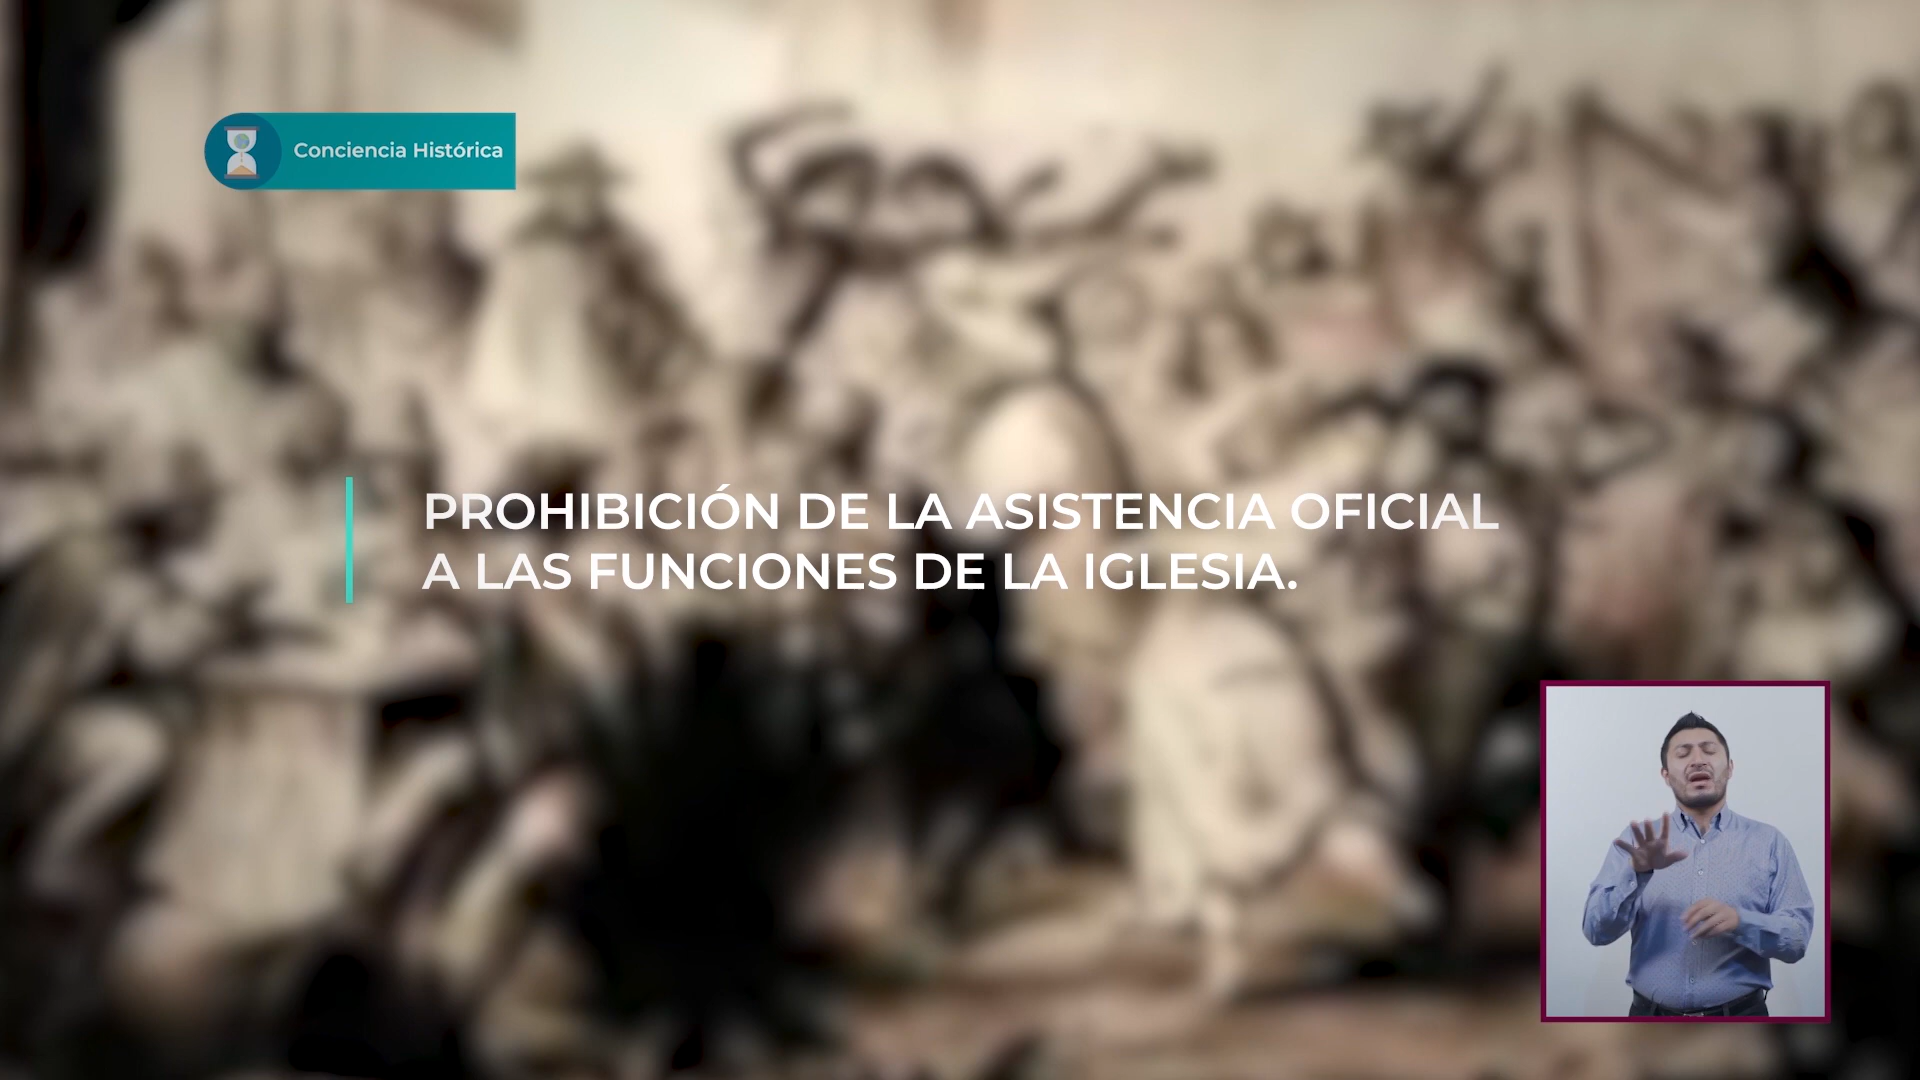 Conciencia Histórica
PROHIBICIÓN DE LA ASISTENCIA OFICIAL
A LAS FUNCIONES DE LA IGLESIA.